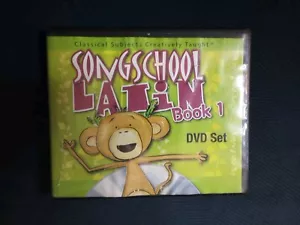 Classical Subjects Creatively Taught™
SONGSCHOOL
LATIN
Book 1
DVD Set